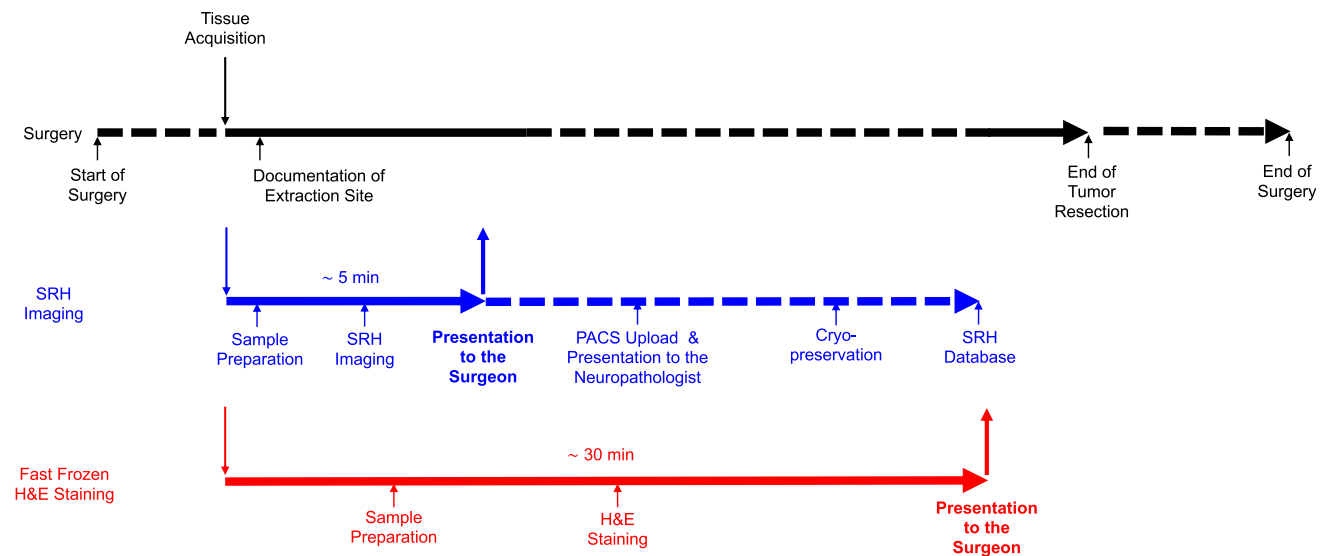 Tissue
Acquisition
Surgery
Start of
Surgery
Documentation of
Extraction Site
End of
Tumor
Resection
End of
Surgery
SRH
Imaging
~ 5 min
Sample
Preparation
SRH
Imaging
Presentation
to the
Surgeon
PACS Upload &
Presentation to the
Neuropathologist
Cryo-
preservation
SRH
Database
Fast Frozen
H&E Staining
~ 30 min
Sample
Preparation
H&E
Staining
Presentation
to the
Surgeon